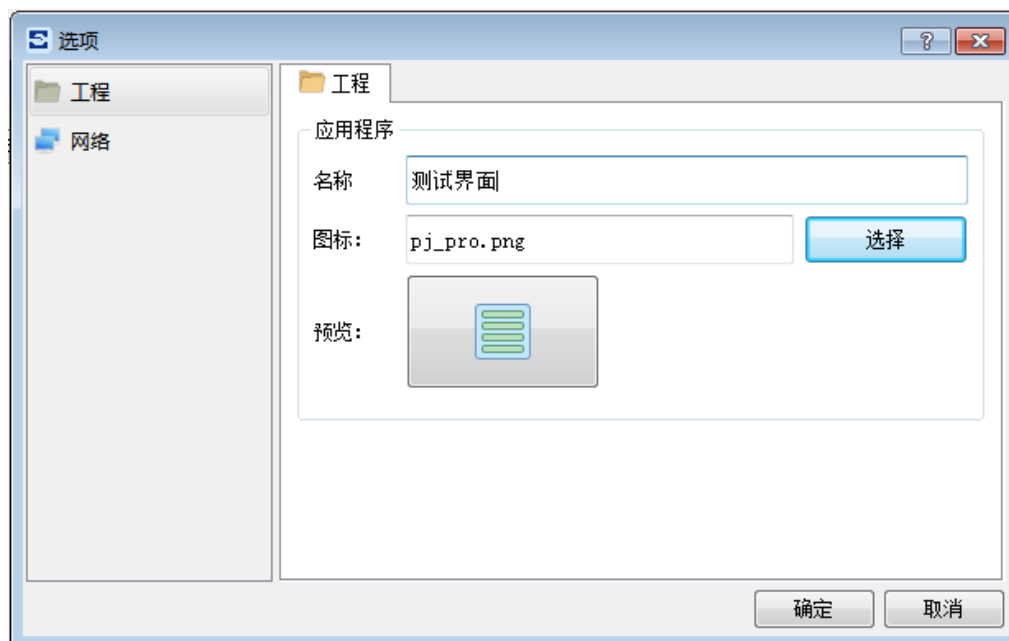 选项
工程
网络
工程
应用程序
名称
测试界面
图标:
pj_pro.png
选择
预览:
确定
取消